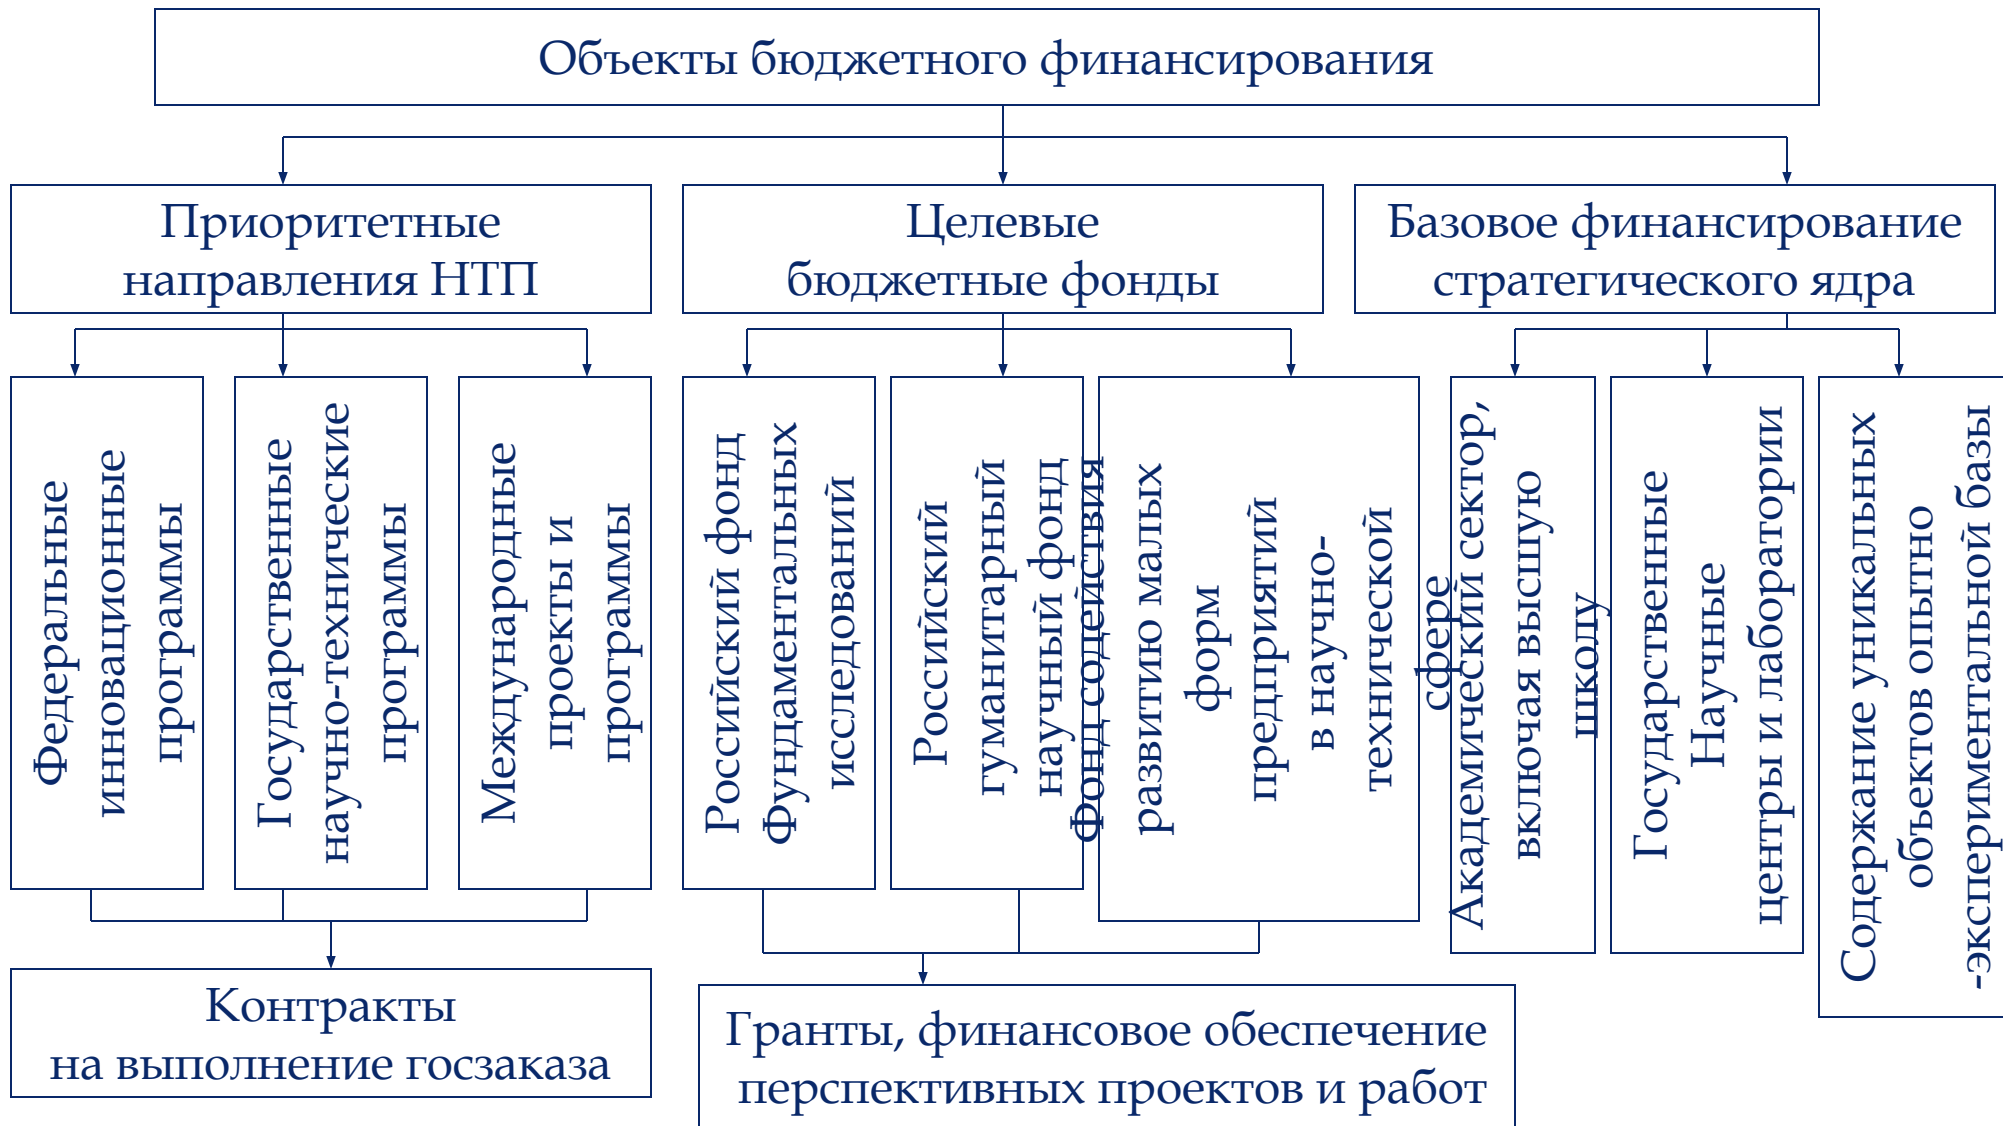 Объекты бюджетного финансирования
Приоритетные
направления НТП
Целевые
бюджетные фонды
Базовое финансирование
стратегического ядра
Федеральные
инновационные
программы
Государственные
научно-технические
программы
Международные
проекты и
программы
Российский фонд
Фундаментальных
исследований
Российский
гуманитарный
научный фонд
Фонд содействия
развитию малых
форм
предприятий
в научно-
технической
сфере
Академический сектор,
включая высшую
школу
Государственные
Научные
центры и лаборатории
Содержание уникальных
объектов опытно
-экспериментальной базы
Контракты
на выполнение госзаказа
Гранты, финансовое обеспечение
перспективных проектов и работ